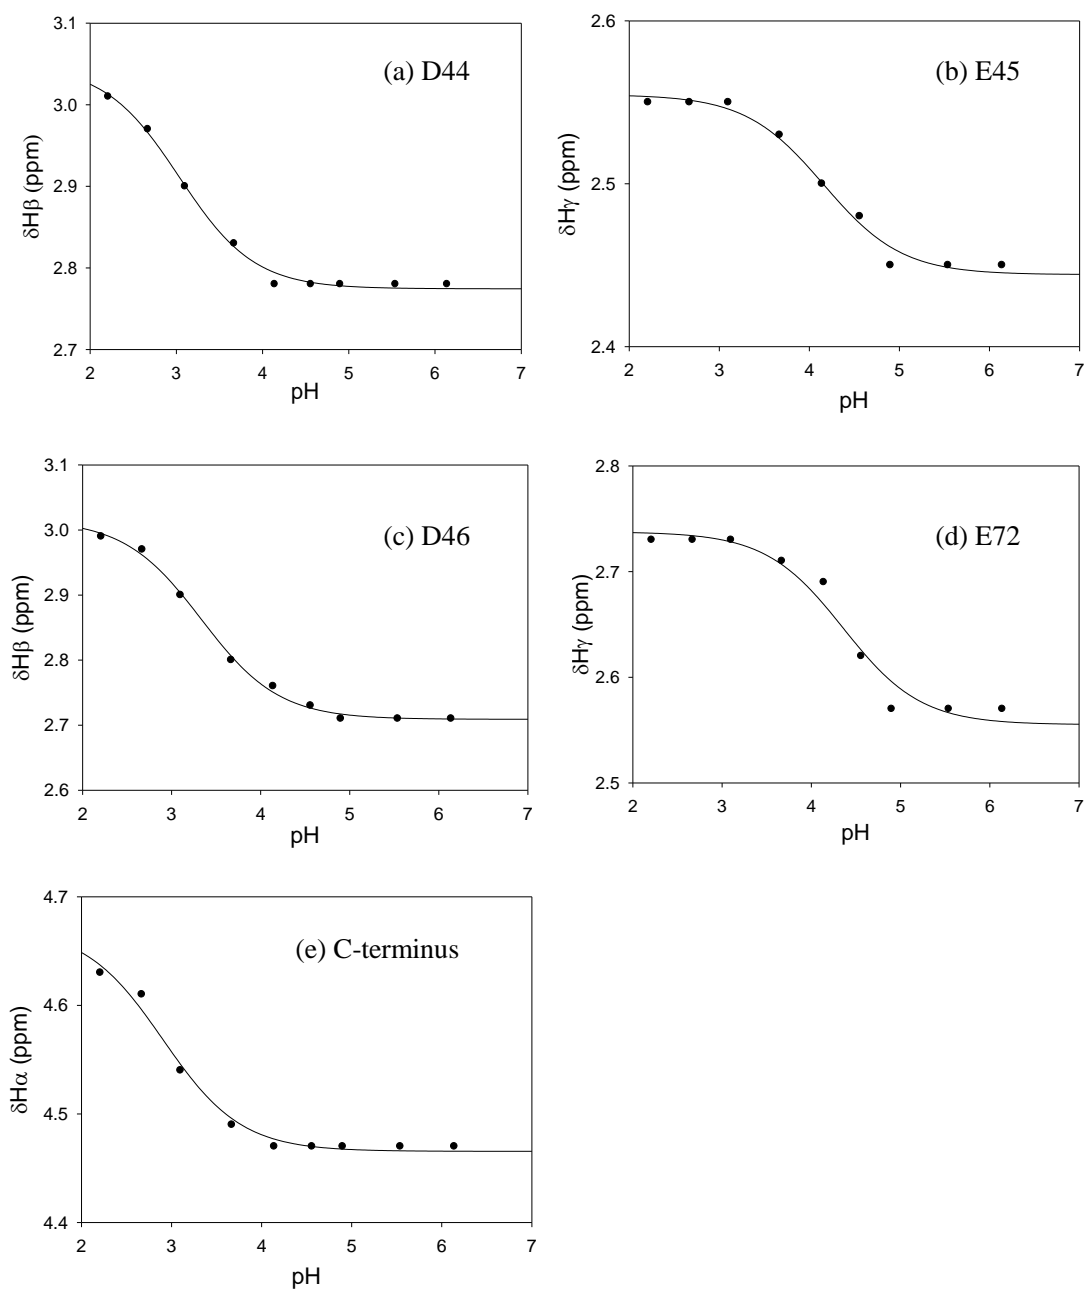 (a) D44
δHβ (ppm)
3.1
3.0
2.9
2.8
2.7
2 3 4 5 6 7
pH
(b) E45
δHγ (ppm)
2.6
2.5
2.4
2 3 4 5 6 7
pH
(c) D46
δHβ (ppm)
3.1
3.0
2.9
2.8
2.7
2.6
2 3 4 5 6 7
pH
(d) E72
δHγ (ppm)
2.8
2.7
2.6
2.5
2 3 4 5 6 7
pH
(e) C-terminus
δHα (ppm)
4.7
4.6
4.5
4.4
2 3 4 5 6 7
pH